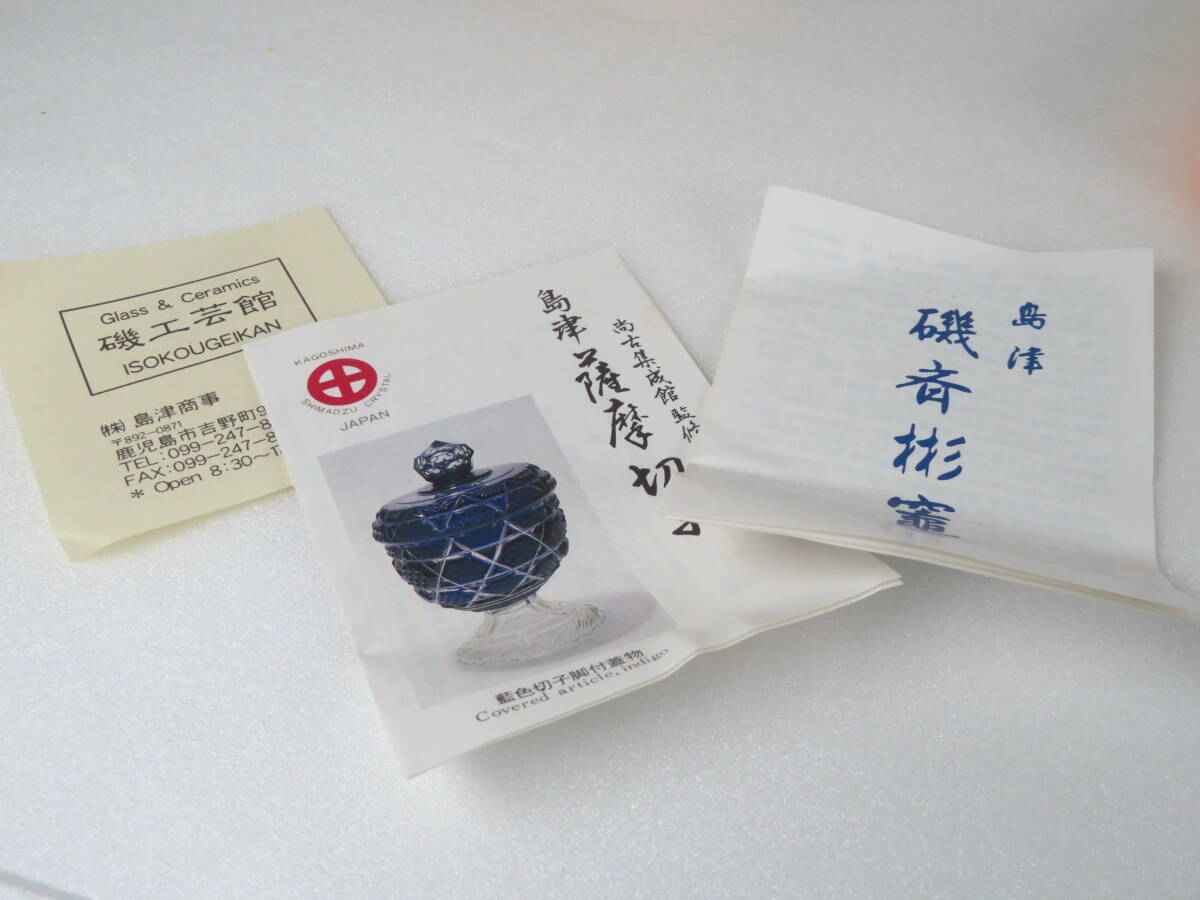 Glass & Ceramics
磯工芸館
ISOKOUGEIKAN
㈱ 島津商事
〒892-0871
鹿児島市吉野町9
TEL:099-247-8
FAX:099-247-8
* Open 8:30~
KAGOSHIMA
SHIMADZU CRYSTAL
JAPAN
尚古集成館監修
島津薩摩切
藍色切子脚付蓋物
Covered article, indigo
島津
磯斉彬竈